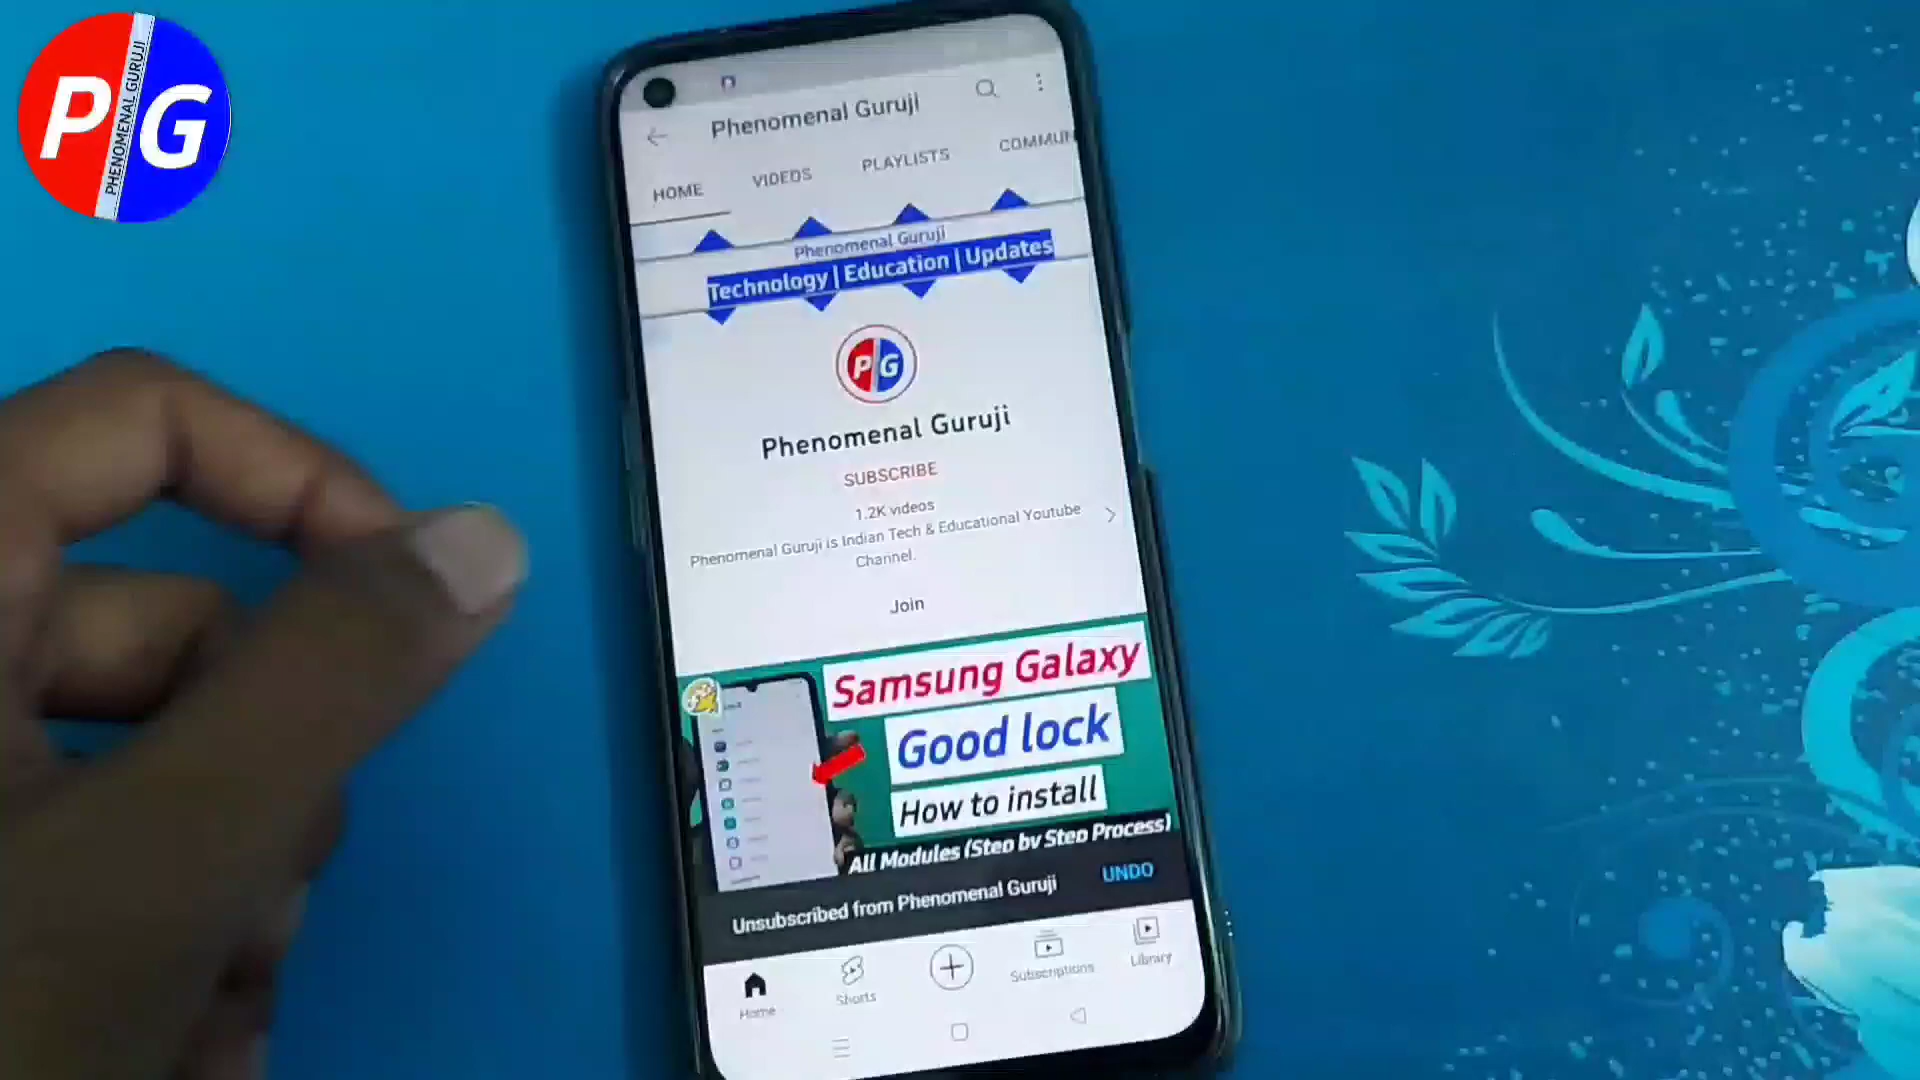 PG
PHENOMENAL GURUJI
Phenomenal Guruji
HOME VIDEOS PLAYLISTS COMMUN
Phenomenal Guruji
Technology | Education | Updates
PG
Phenomenal Guruji
SUBSCRIBE
1.2K videos
Phenomenal Guruji is Indian Tech & Educational Youtube
Channel.
Join
Samsung Galaxy
Good lock
How to install
All Modules (Step by Step Process)
Unsubscribed from Phenomenal Guruji UNDO
Home Shorts Subscriptions Library